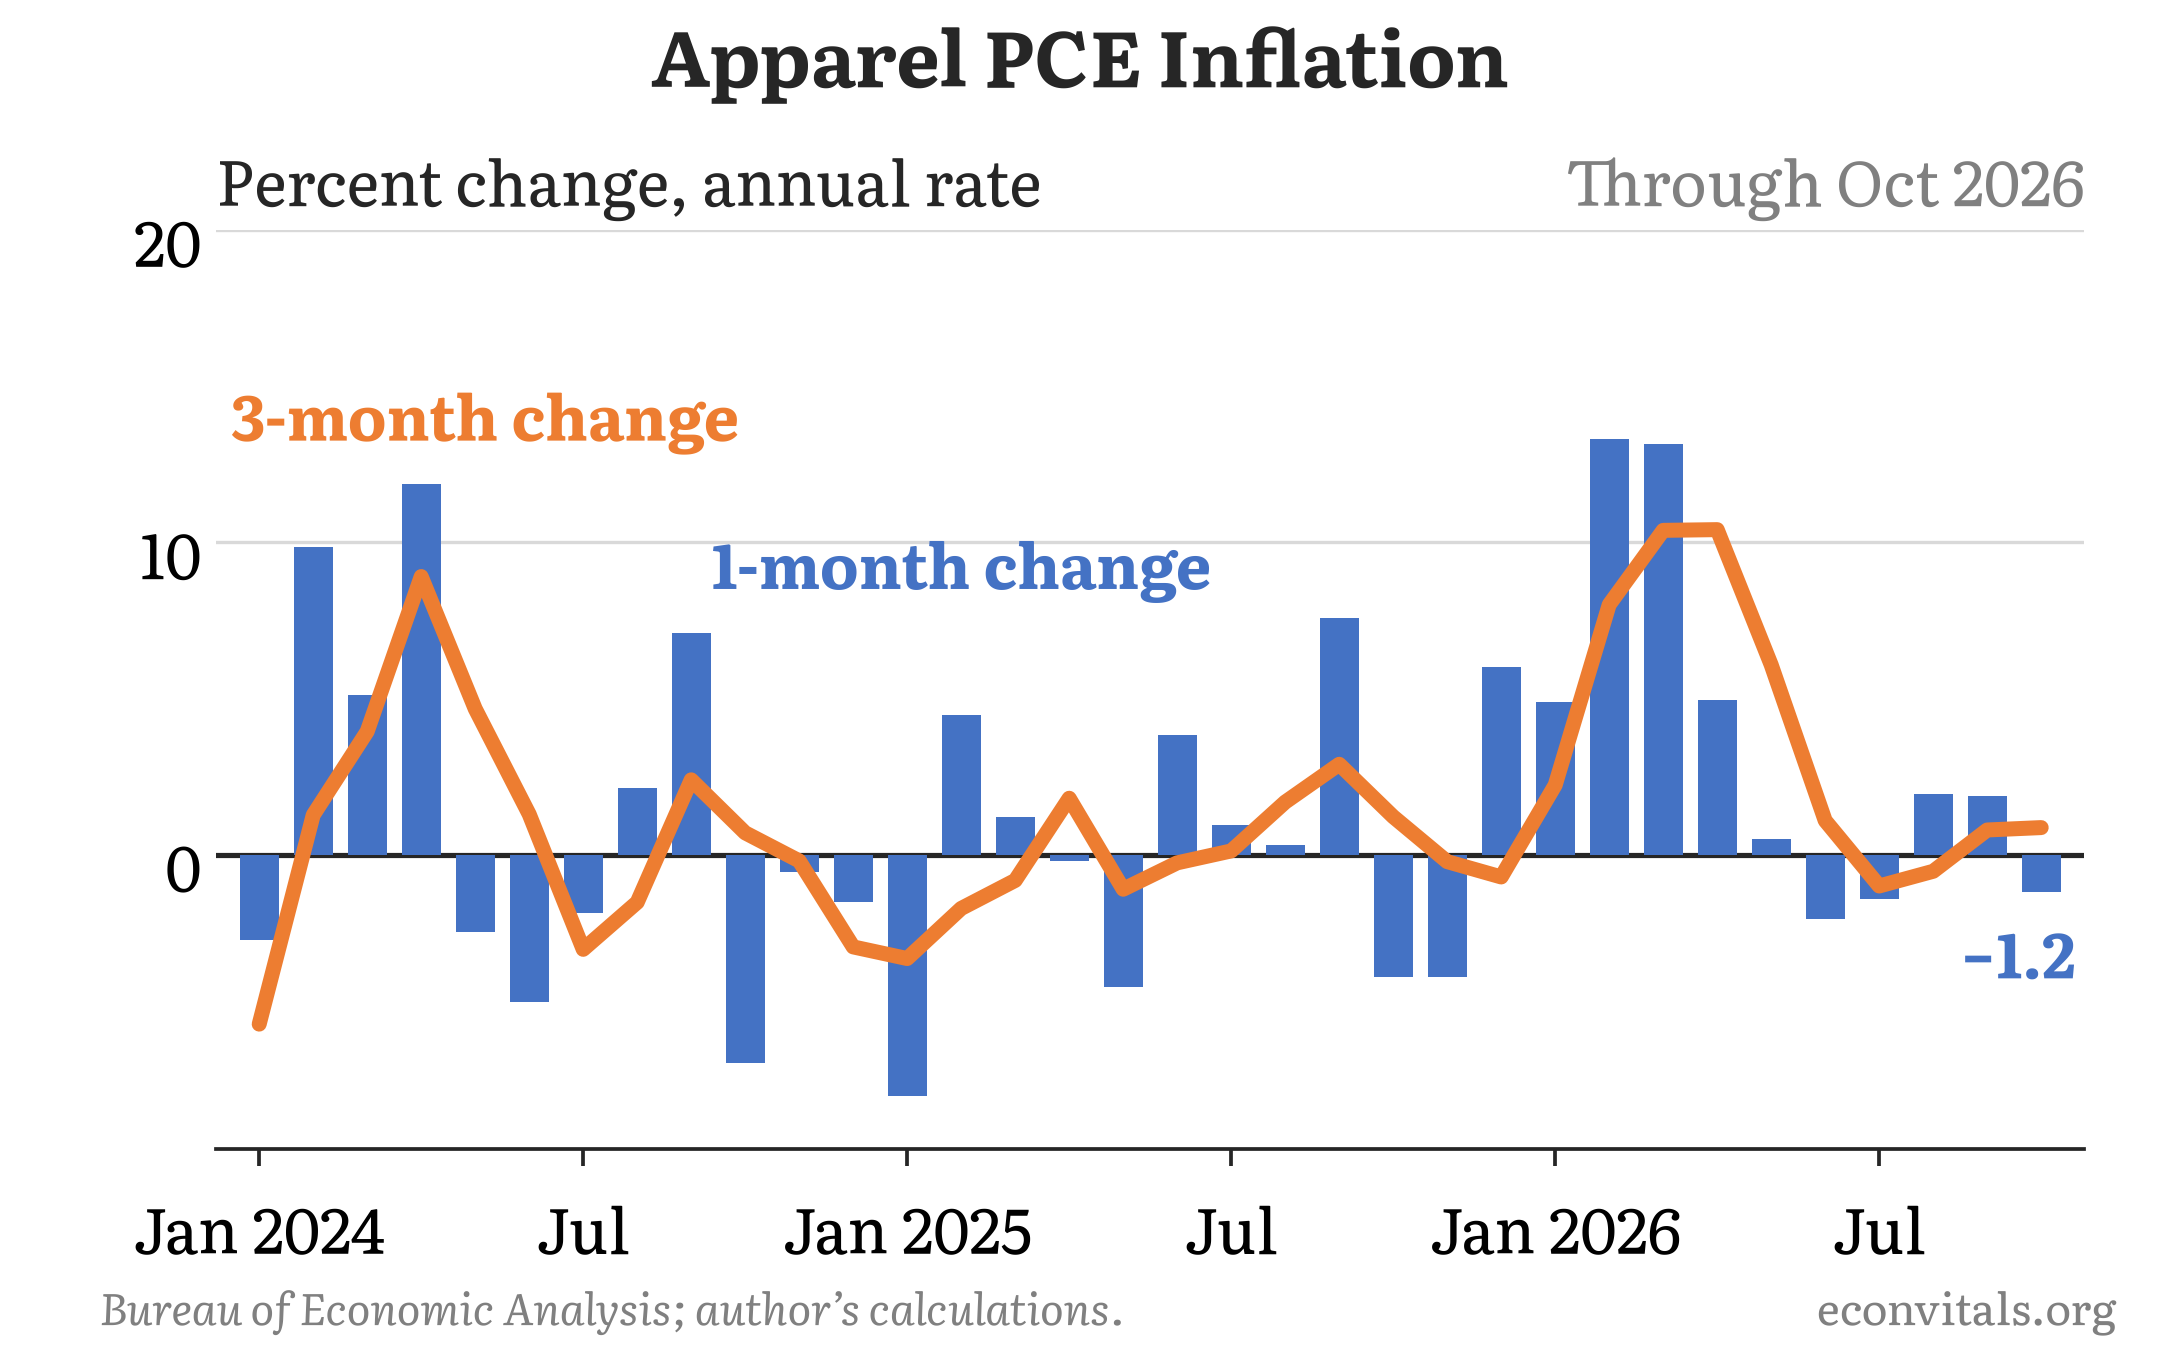 Apparel PCE Inflation
Percent change, annual rate
Through Oct 2026
20
3-month change
10
1-month change
0
–1.2
Jan 2024
Jul
Jan 2025
Jul
Jan 2026
Jul
Bureau of Economic Analysis; author’s calculations.
econvitals.org